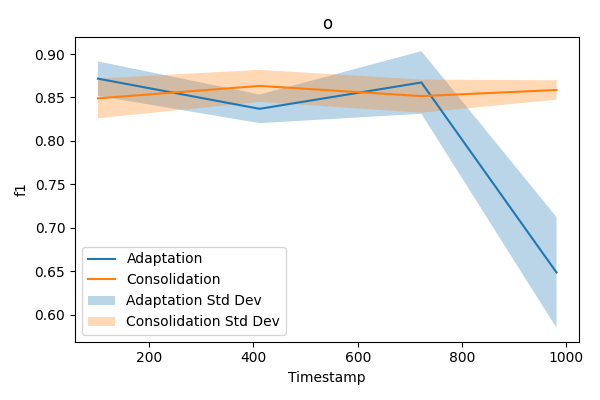 o
0.90
0.85
0.80
0.75
0.70
0.65
0.60
f1
Adaptation
Consolidation
Adaptation Std Dev
Consolidation Std Dev
200
400
600
800
1000
Timestamp